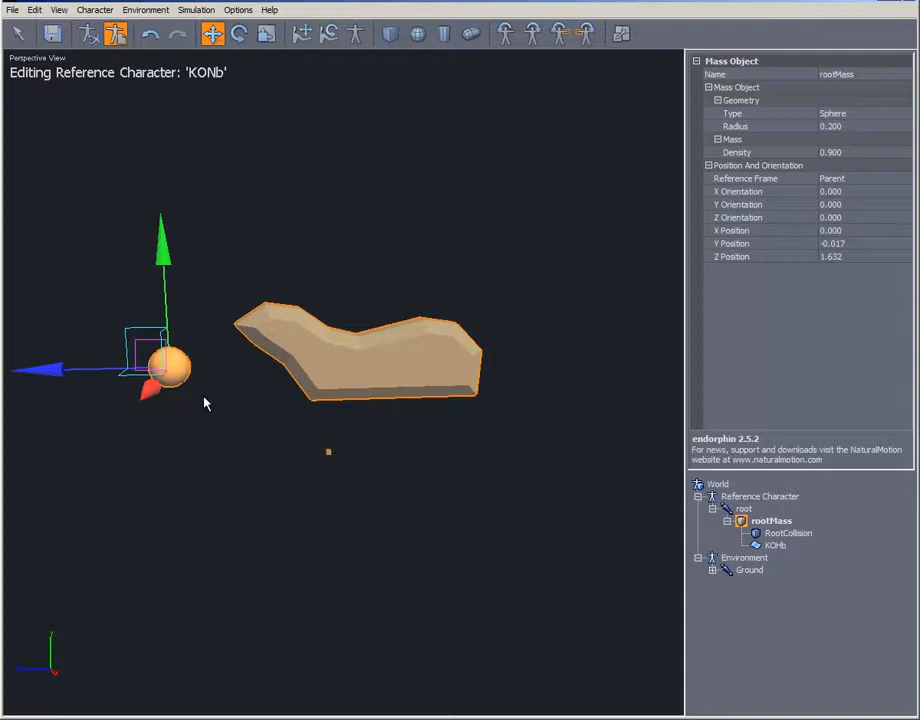 File Edit View Character Environment Simulation Options Help
Perspective View
Editing Reference Character: 'KONb'
Mass Object
Name rootMass
Mass Object
Geometry
Type Sphere
Radius 0.200
Mass
Density 0.900
Position And Orientation
Reference Frame Parent
X Orientation 0.000
Y Orientation 0.000
Z Orientation 0.000
X Position 0.000
Y Position -0.017
Z Position 1.632
endorphin 2.5.2
For news, support and downloads visit the NaturalMotion
website at www.naturalmotion.com
World
Reference Character
root
rootMass
RootCollision
KOHb
Environment
Ground
Y
X